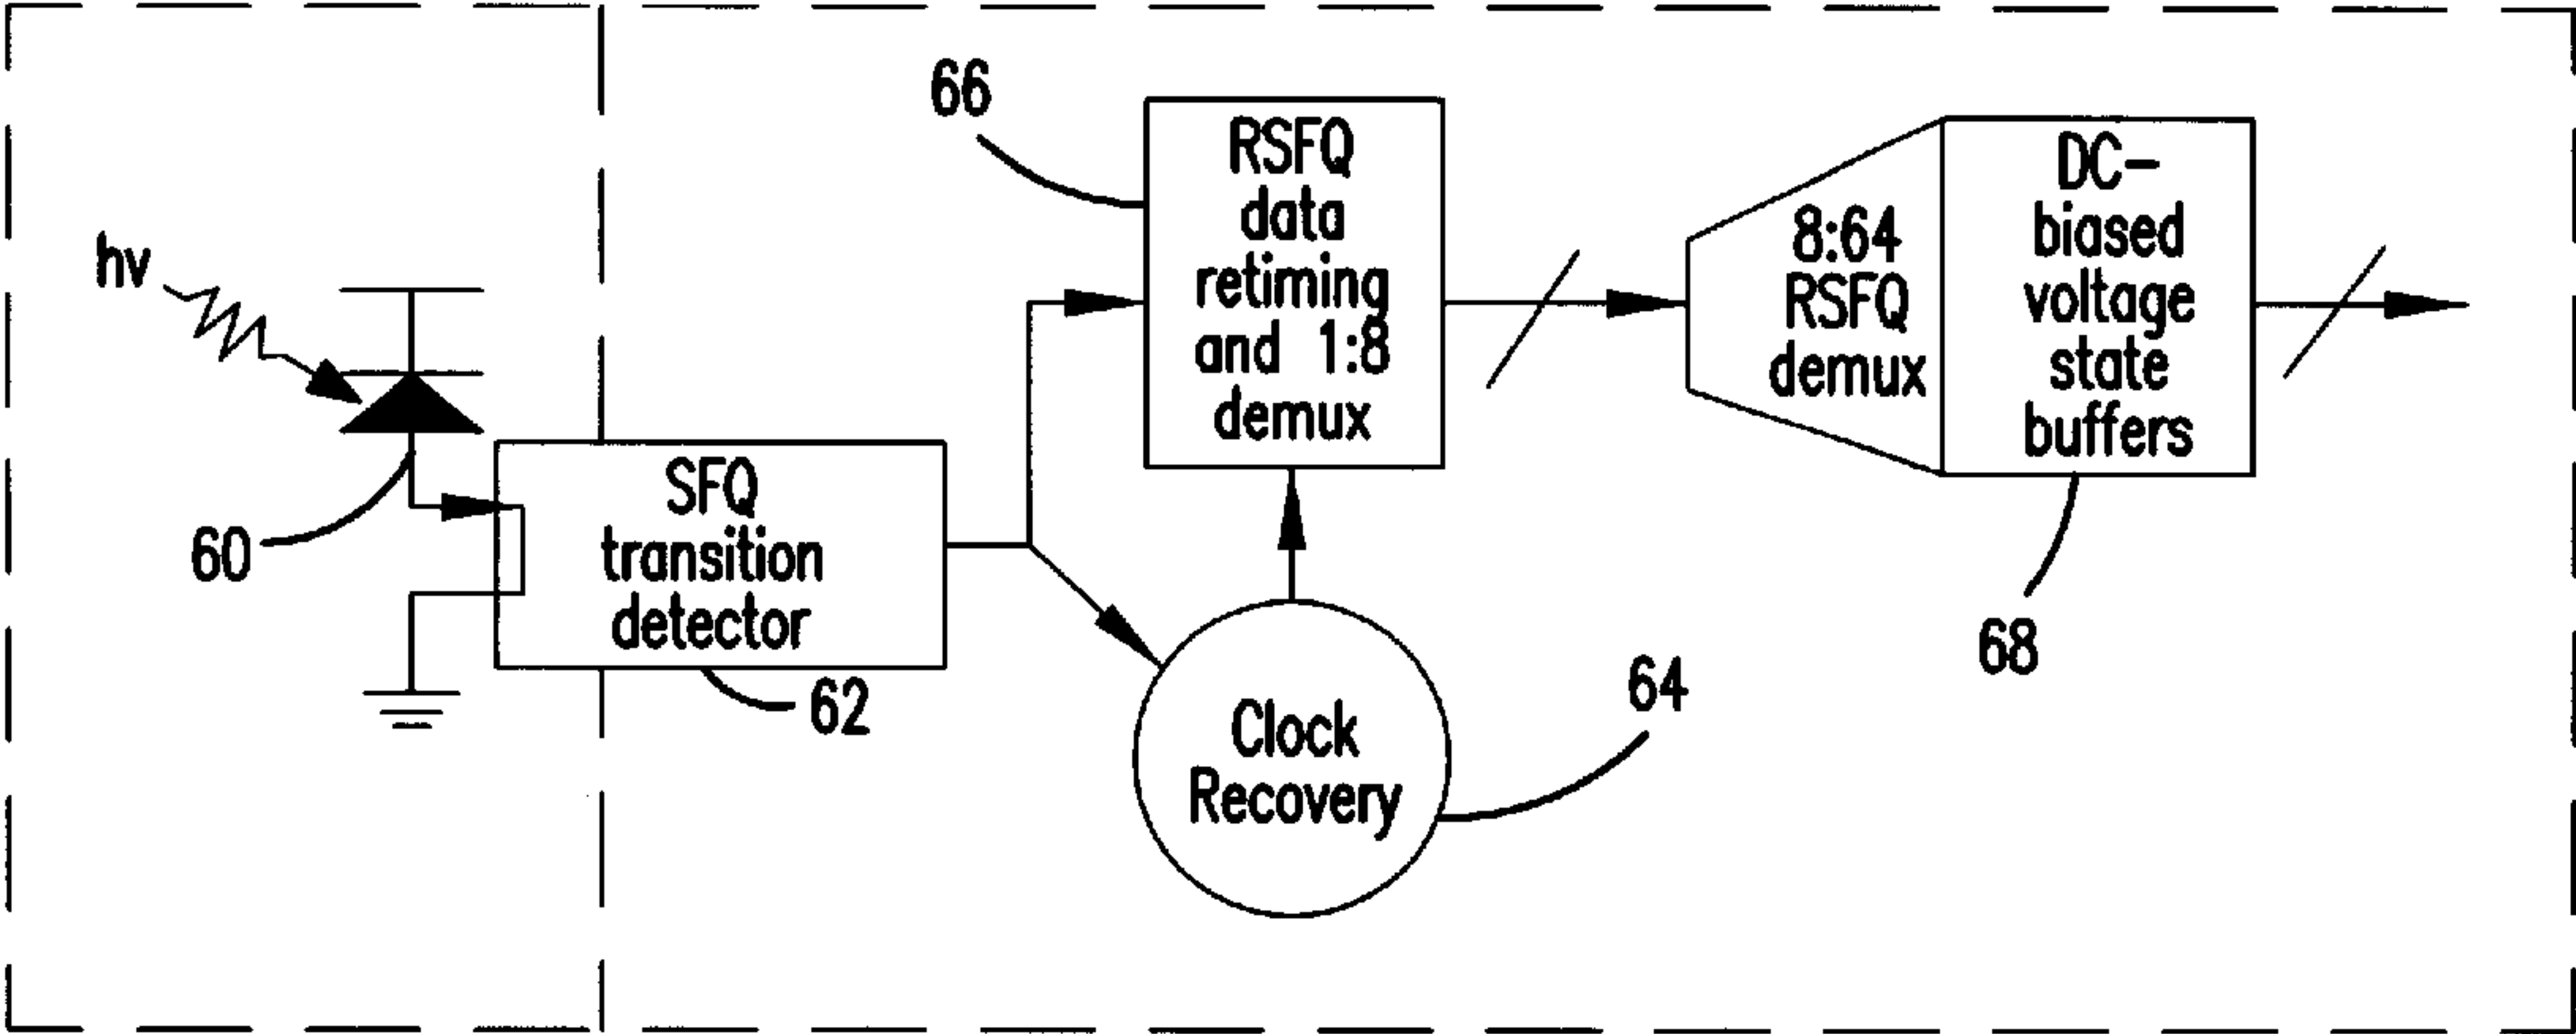 66
RSFQ
data
retiming
and 1:8
demux
DC-
biased
voltage
state
buffers
8:64
RSFQ
demux
hv
60
SFQ
transition
detector
62
68
64
Clock
Recovery